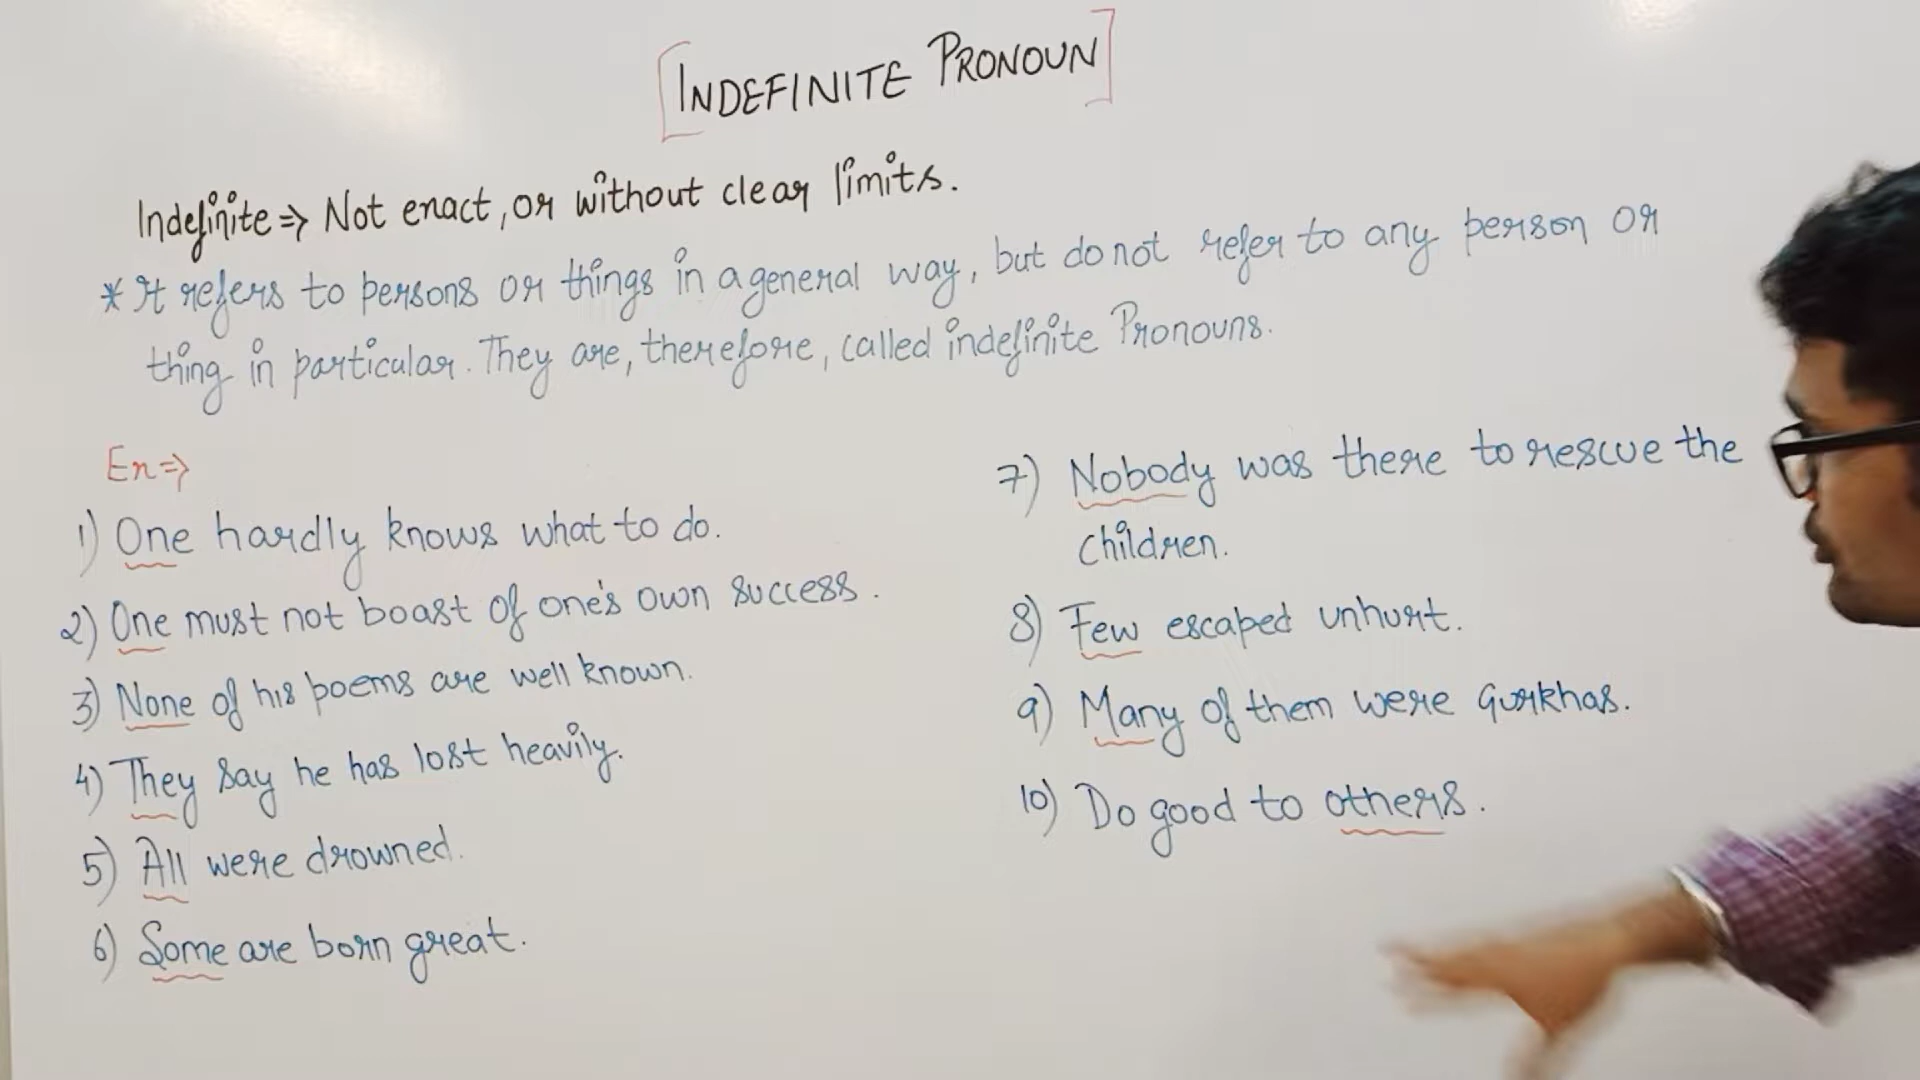 [INDEFINITE PRONOUN]
Indefinite ⇒ Not exact, or without clear limits.
* It refers to persons or things in a general way, but do not refer to any person or
thing in particular. They are, therefore, called indefinite Pronouns.
Ex ⇒
1) One hardly knows what to do.
2) One must not boast of one's own success.
3) None of his poems are well known.
4) They say he has lost heavily.
5) All were drowned.
6) Some are born great.
7) Nobody was there to rescue the
children.
8) Few escaped unhurt.
9) Many of them were Gurkhas.
10) Do good to others.